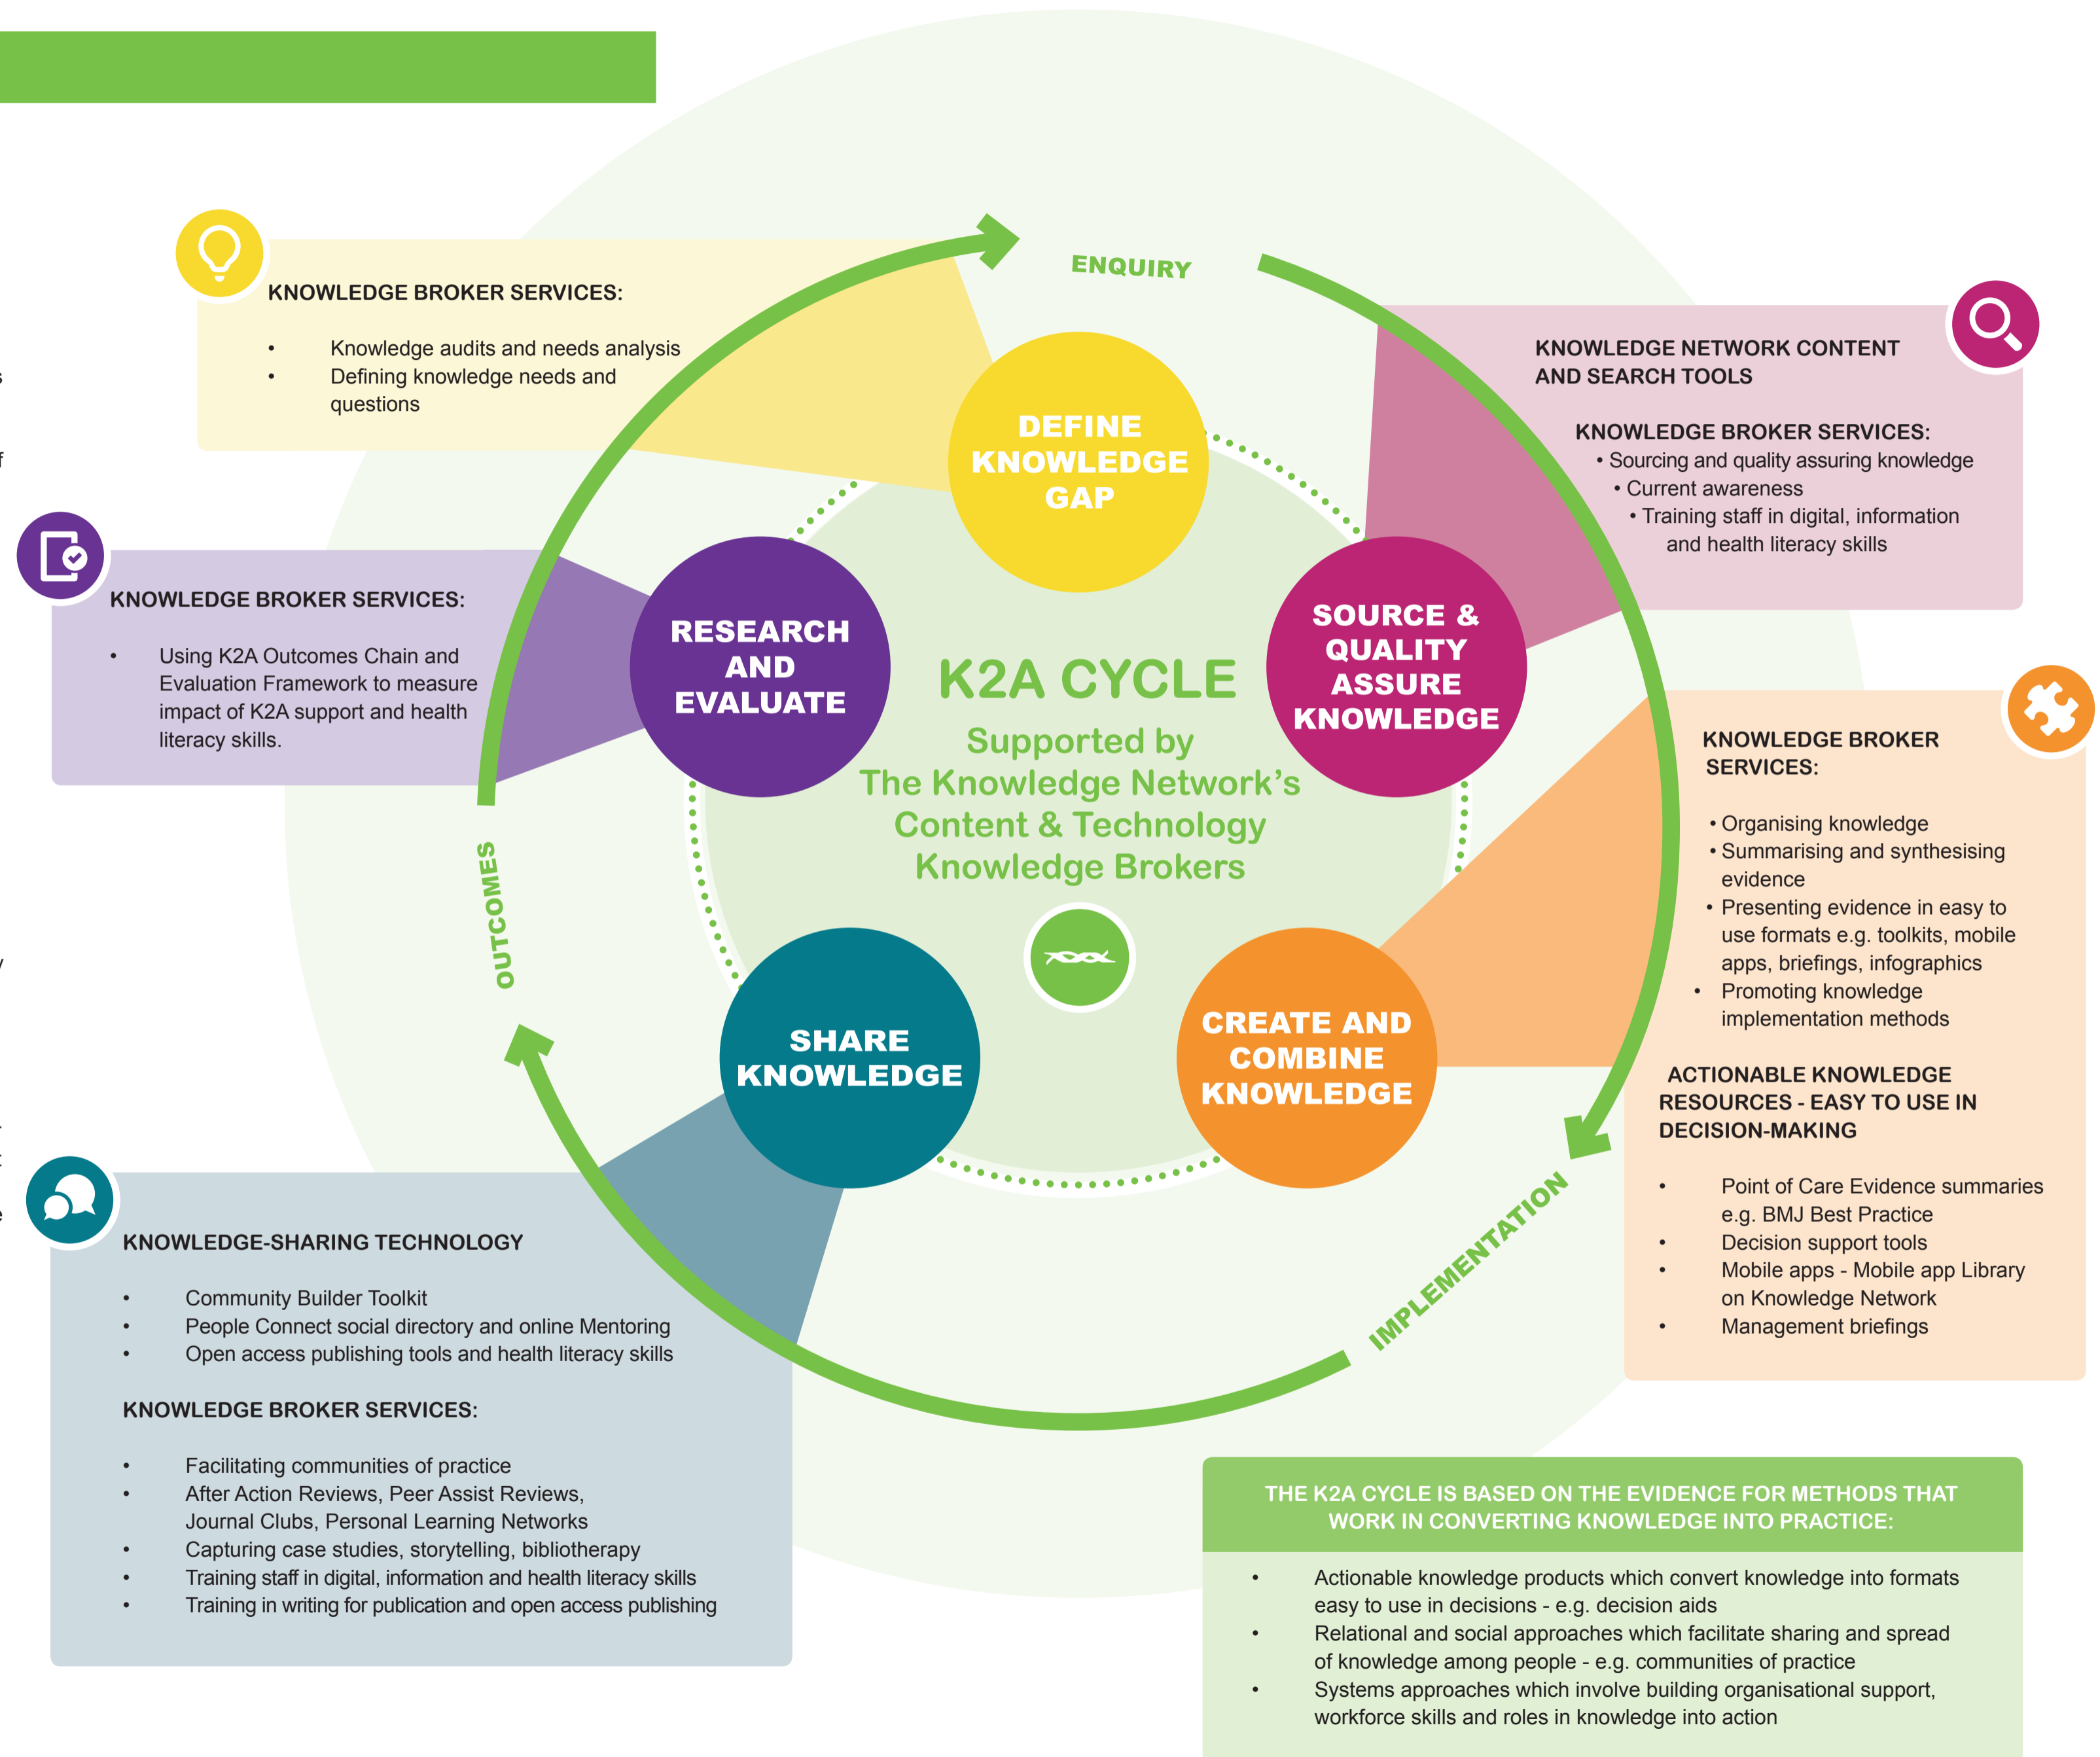 ENQUIRY
KNOWLEDGE BROKER SERVICES:
• Knowledge audits and needs analysis
• Defining knowledge needs and
questions
DEFINE
KNOWLEDGE
GAP
KNOWLEDGE NETWORK CONTENT
AND SEARCH TOOLS
KNOWLEDGE BROKER SERVICES:
• Sourcing and quality assuring knowledge
• Current awareness
• Training staff in digital, information
and health literacy skills
SOURCE &
QUALITY
ASSURE
KNOWLEDGE
KNOWLEDGE BROKER SERVICES:
• Using K2A Outcomes Chain and
Evaluation Framework to measure
impact of K2A support and health
literacy skills.
RESEARCH
AND
EVALUATE
K2A CYCLE
Supported by
The Knowledge Network's
Content & Technology
Knowledge Brokers
KNOWLEDGE BROKER
SERVICES:
• Organising knowledge
• Summarising and synthesising
evidence
• Presenting evidence in easy to
use formats e.g. toolkits, mobile
apps, briefings, infographics
• Promoting knowledge
implementation methods
ACTIONABLE KNOWLEDGE
RESOURCES - EASY TO USE IN
DECISION-MAKING
• Point of Care Evidence summaries
e.g. BMJ Best Practice
• Decision support tools
• Mobile apps - Mobile app Library
on Knowledge Network
• Management briefings
CREATE AND
COMBINE
KNOWLEDGE
IMPLEMENTATION
SHARE
KNOWLEDGE
OUTCOMES
KNOWLEDGE-SHARING TECHNOLOGY
• Community Builder Toolkit
• People Connect social directory and online Mentoring
• Open access publishing tools and health literacy skills
KNOWLEDGE BROKER SERVICES:
• Facilitating communities of practice
• After Action Reviews, Peer Assist Reviews,
Journal Clubs, Personal Learning Networks
• Capturing case studies, storytelling, bibliotherapy
• Training staff in digital, information and health literacy skills
• Training in writing for publication and open access publishing
THE K2A CYCLE IS BASED ON THE EVIDENCE FOR METHODS THAT
WORK IN CONVERTING KNOWLEDGE INTO PRACTICE:
• Actionable knowledge products which convert knowledge into formats
easy to use in decisions - e.g. decision aids
• Relational and social approaches which facilitate sharing and spread
of knowledge among people - e.g. communities of practice
• Systems approaches which involve building organisational support,
workforce skills and roles in knowledge into action